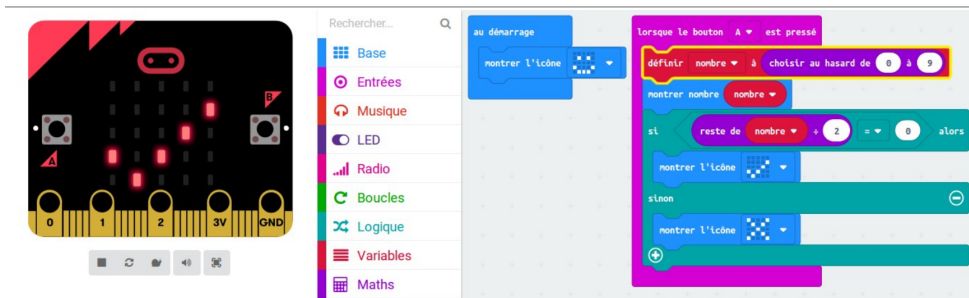 A
B
0 1 2 3V GND
Rechercher...
Base
Entrées
Musique
LED
Radio
Boucles
Logique
Variables
Maths
au démarrage
montrer l'icône
lorsque le bouton A est pressé
définir nombre à choisir au hasard de 0 à 9
montrer nombre nombre
si reste de nombre ÷ 2 = 0 alors
montrer l'icône
sinon
montrer l'icône